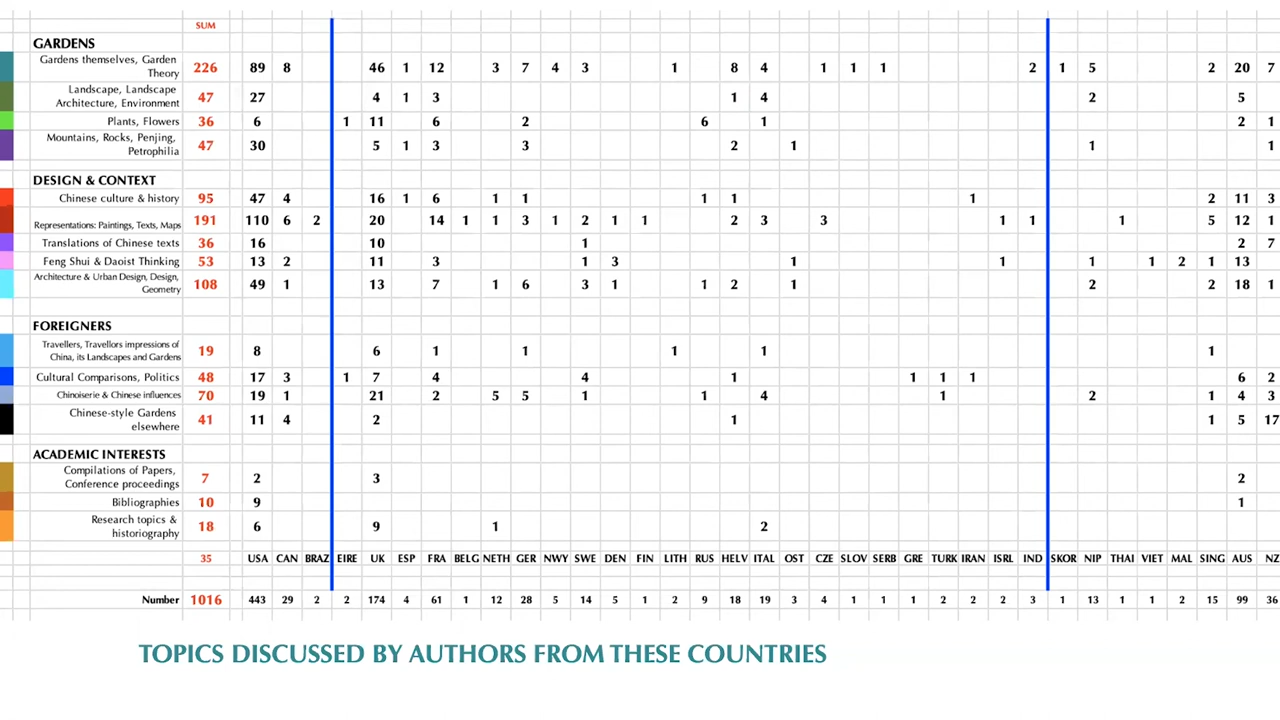 SUM
GARDENS
Gardens themselves, Garden 226 89 8 46 1 12 3 7 4 3 1 8 4 1 1 1 2 1 5 2 20 7
Theory
Landscape, Landscape 47 27 4 1 3 1 4 2 5
Architecture, Environment
Plants, Flowers 36 6 1 11 6 2 6 1 2 1
Mountains, Rocks, Penjing, 47 30 5 1 3 3 2 1 1 1
Petrophilia
DESIGN & CONTEXT
Chinese culture & history 95 47 4 16 1 6 1 1 1 1 1 2 11 3
Representations: Paintings, Texts, Maps 191 110 6 2 20 14 1 1 3 1 2 1 1 2 3 3 1 1 1 5 12 1
Translations of Chinese texts 36 16 10 1 2 7
Feng Shui & Daoist Thinking 53 13 2 11 3 1 3 1 1 1 1 2 1 13
Architecture & Urban Design, Design, 108 49 1 13 7 1 6 3 1 1 2 1 2 2 18 1
Geometry
FOREIGNERS
Travellers, Travellors impressions of 19 8 6 1 1 1 1 1
China, its Landscapes and Gardens
Cultural Comparisons, Politics 48 17 3 1 7 4 4 1 1 1 1 6 2
Chinoiserie & Chinese influences 70 19 1 21 2 5 5 1 1 4 1 2 1 4 3
Chinese-style Gardens 41 11 4 2 1 1 5 17
elsewhere
ACADEMIC INTERESTS
Compilations of Papers, 7 2 3 2
Conference proceedings
Bibliographies 10 9 1
Research topics & 18 6 9 1 2
historiography
35 USA CAN BRAZ EIRE UK ESP FRA BELG NETH GER NWY SWE DEN FIN LITH RUS HELV ITAL OST CZE SLOV SERB GRE TURK IRAN ISRL IND SKOR NIP THAI VIET MAL SING AUS NZ
Number 1016 443 29 2 2 174 4 61 1 12 28 5 14 5 1 2 9 18 19 3 4 1 1 1 2 2 2 3 1 13 1 1 2 15 99 36
TOPICS DISCUSSED BY AUTHORS FROM THESE COUNTRIES